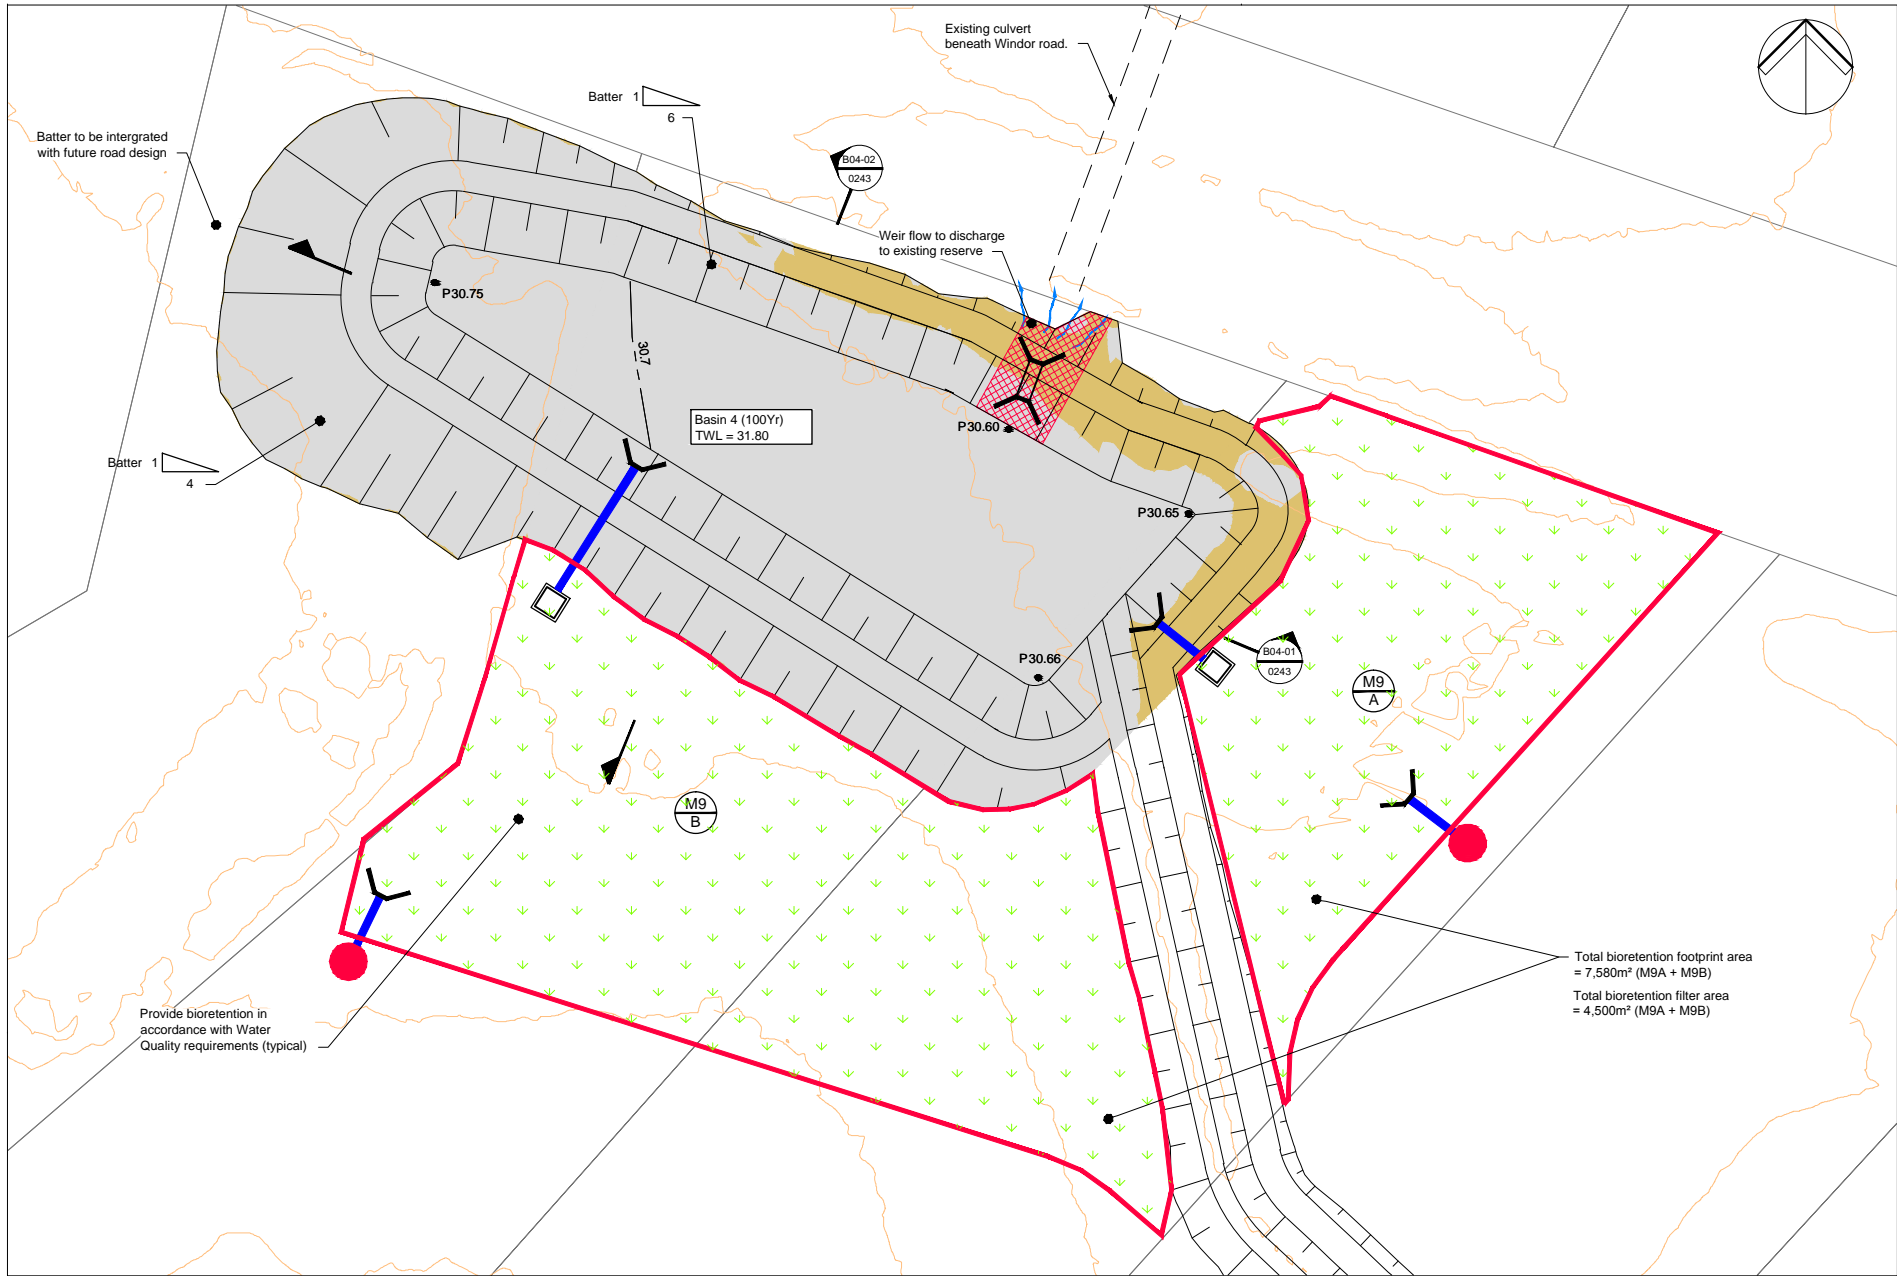 Existing culvert
beneath Windor road.
Batter 1
6
Batter to be intergrated
with future road design
B04-02
0243
Weir flow to discharge
to existing reserve
P30.75
30.7
Basin 4 (100Yr)
TWL = 31.80
P30.60
Batter 1
4
P30.65
P30.66
B04-01
0243
M9
A
M9
B
Total bioretention footprint area
= 7,580m² (M9A + M9B)
Total bioretention filter area
= 4,500m² (M9A + M9B)
Provide bioretention in
accordance with Water
Quality requirements (typical)